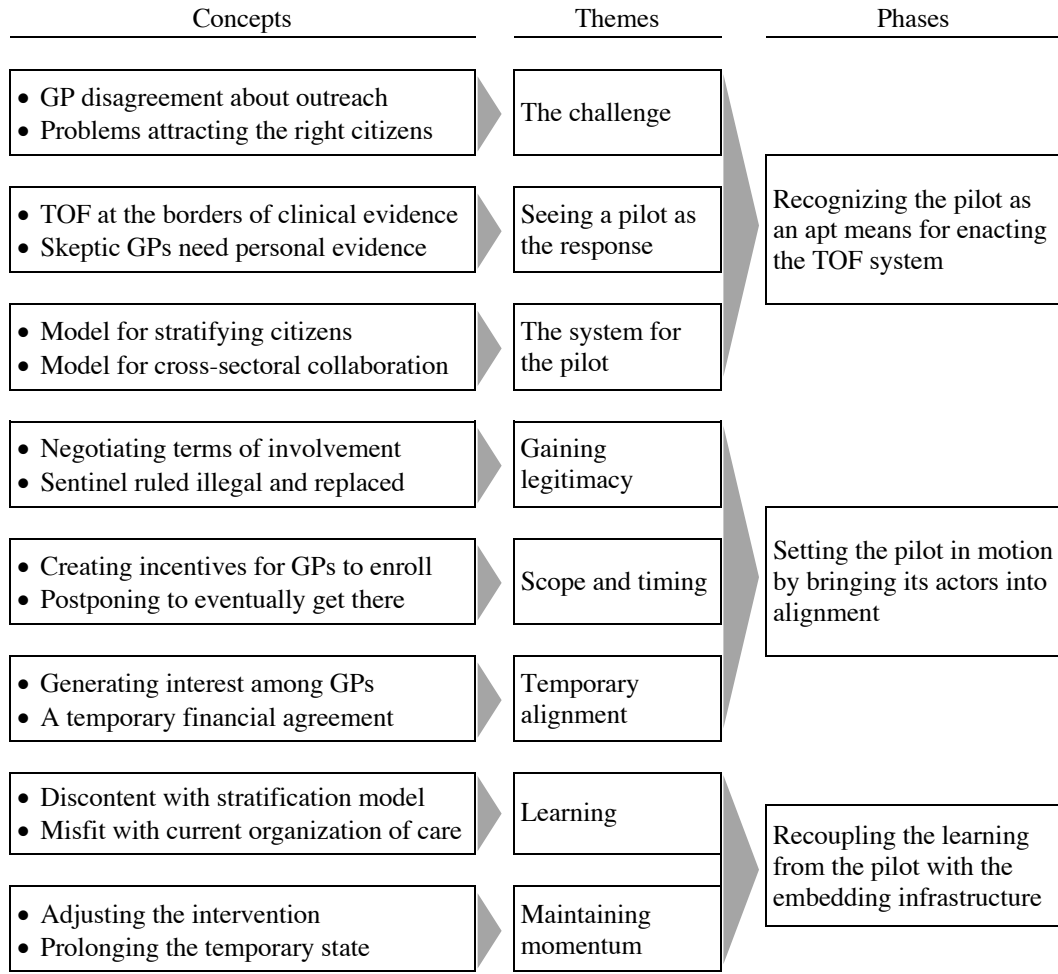 Concepts
Themes
Phases
• GP disagreement about outreach
• Problems attracting the right citizens
The challenge
• TOF at the borders of clinical evidence
• Skeptic GPs need personal evidence
Seeing a pilot as
the response
• Model for stratifying citizens
• Model for cross-sectoral collaboration
The system for
the pilot
Recognizing the pilot as
an apt means for enacting
the TOF system
• Negotiating terms of involvement
• Sentinel ruled illegal and replaced
Gaining
legitimacy
• Creating incentives for GPs to enroll
• Postponing to eventually get there
Scope and timing
• Generating interest among GPs
• A temporary financial agreement
Temporary
alignment
Setting the pilot in motion
by bringing its actors into
alignment
• Discontent with stratification model
• Misfit with current organization of care
Learning
• Adjusting the intervention
• Prolonging the temporary state
Maintaining
momentum
Recoupling the learning
from the pilot with the
embedding infrastructure